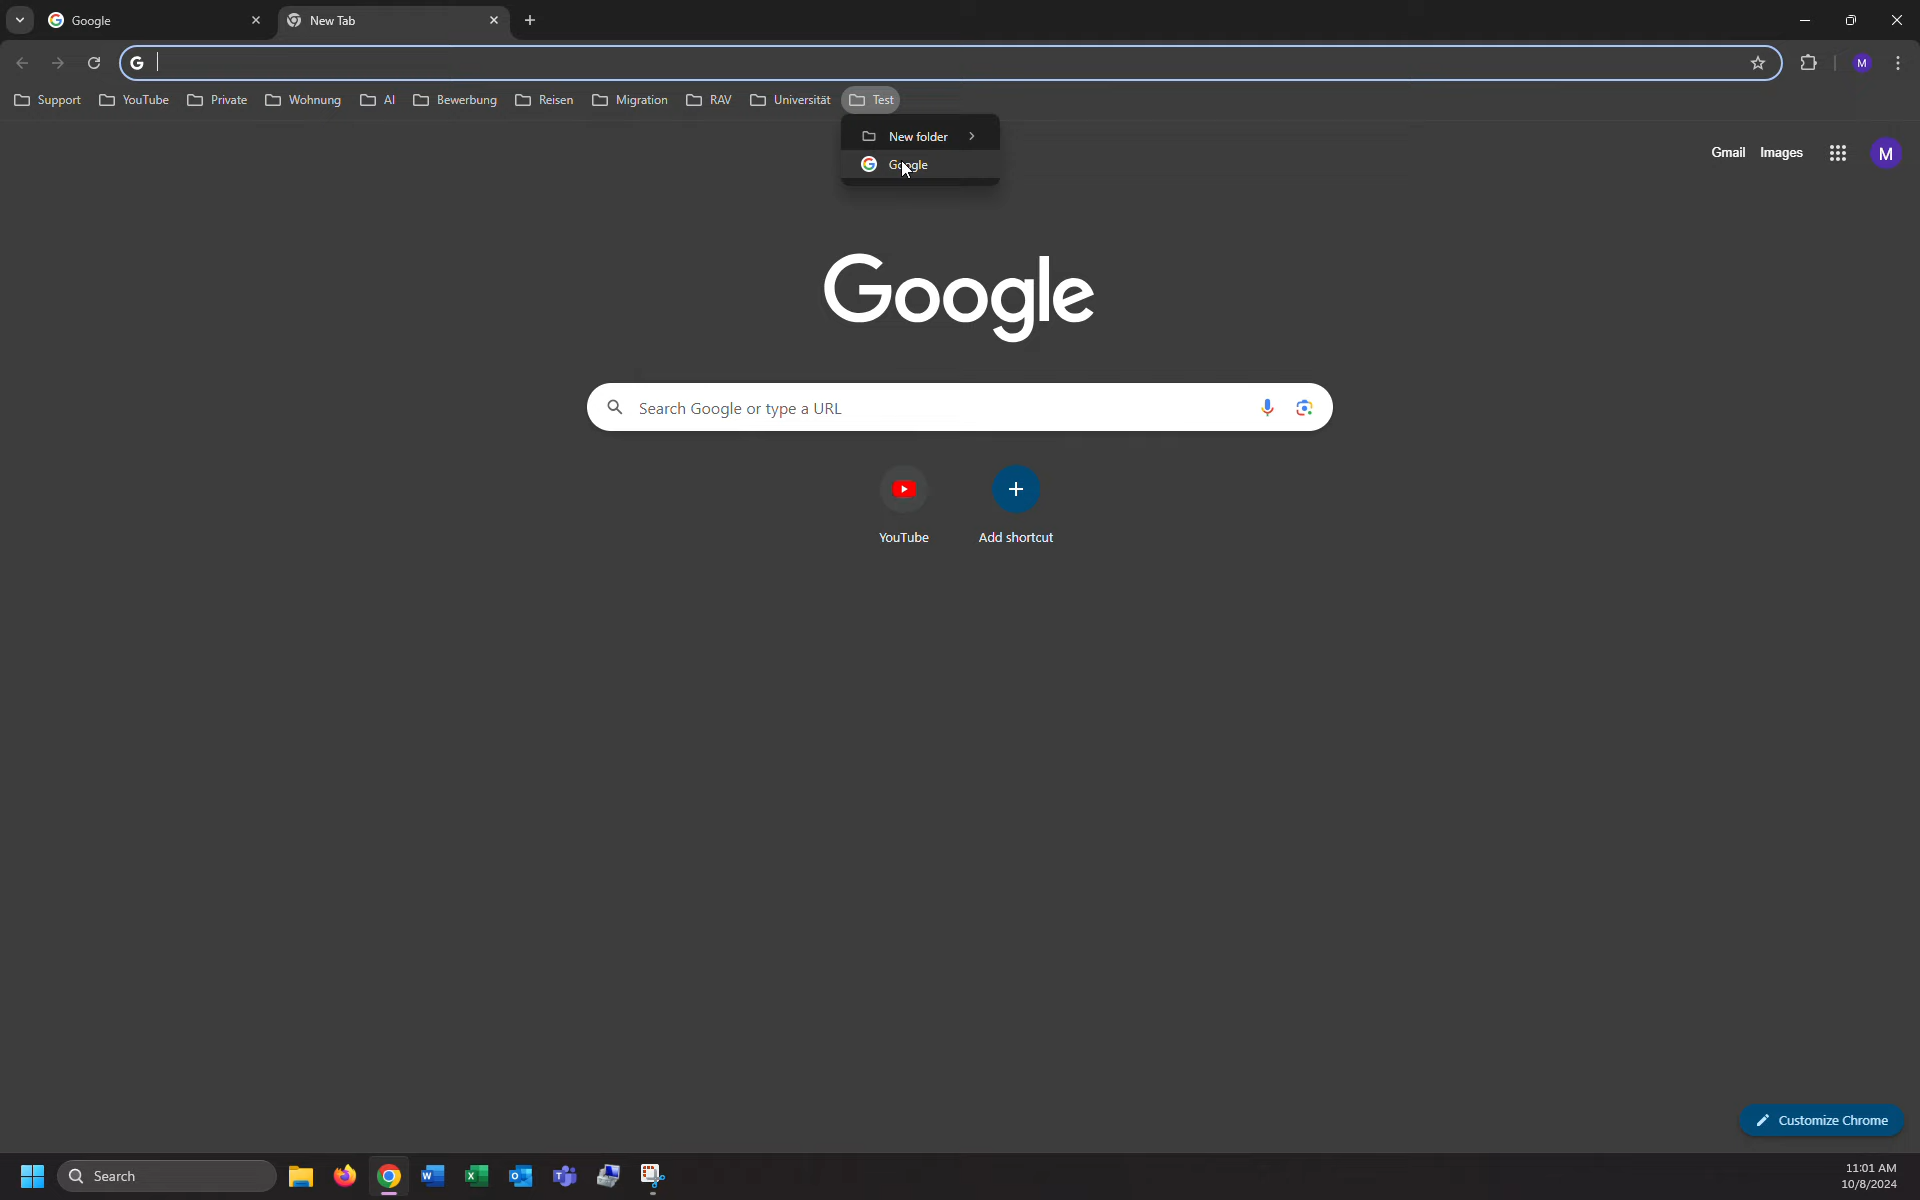 Google
New Tab
Support YouTube Private Wohnung AI Bewerbung Reisen Migration RAV Universität Test
New folder
Google
Gmail Images M
Google
Search Google or type a URL
YouTube Add shortcut
Customize Chrome
Search
11:01 AM
10/8/2024